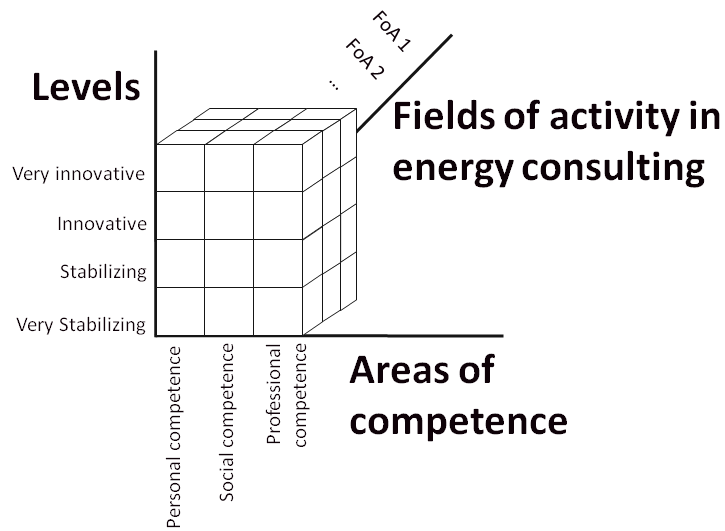 FoA 1
FoA 2
...
Levels
Fields of activity in
energy consulting
Very innovative
Innovative
Stabilizing
Very Stabilizing
Personal competence
Social competence
Professional
competence
Areas of
competence